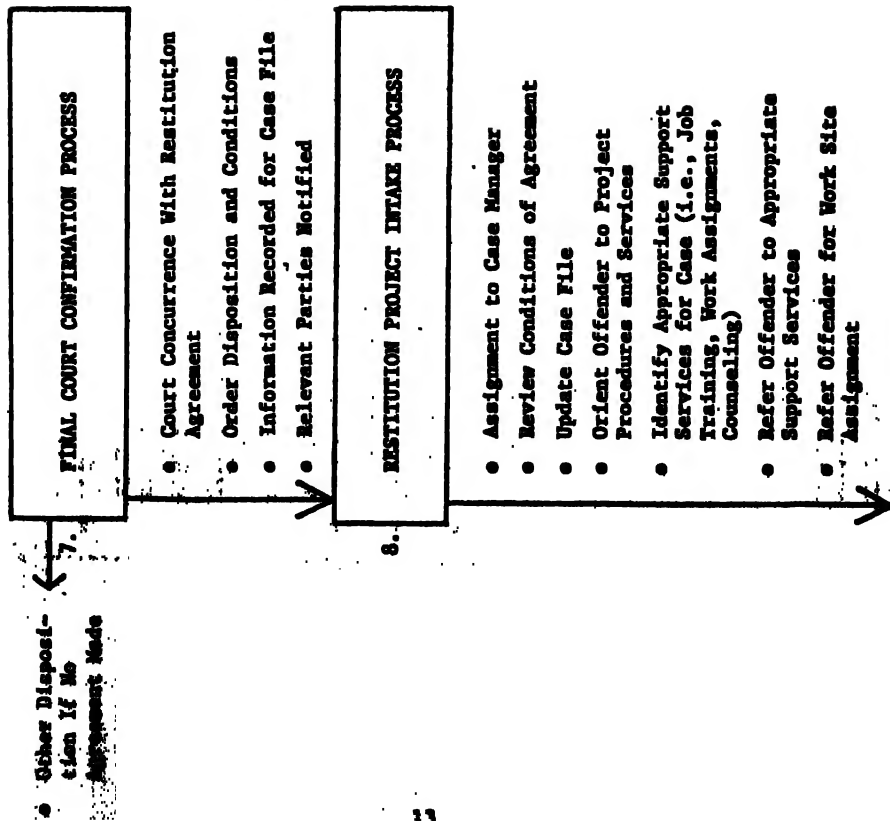 ● Other Disposi-
tion If No
Agreement Made
7. FINAL COURT CONFIRMATION PROCESS
● Court Concurrence With Restitution
Agreement
● Order Disposition and Conditions
● Information Recorded for Case File
● Relevant Parties Notified
8. RESTITUTION PROJECT INTAKE PROCESS
● Assignment to Case Manager
● Review Conditions of Agreement
● Update Case File
● Orient Offender to Project
Procedures and Services
● Identify Appropriate Support
Services for Case (i.e., Job
Training, Work Assignments,
Counseling)
● Refer Offender to Appropriate
Support Services
● Refer Offender for Work Site
Assignment